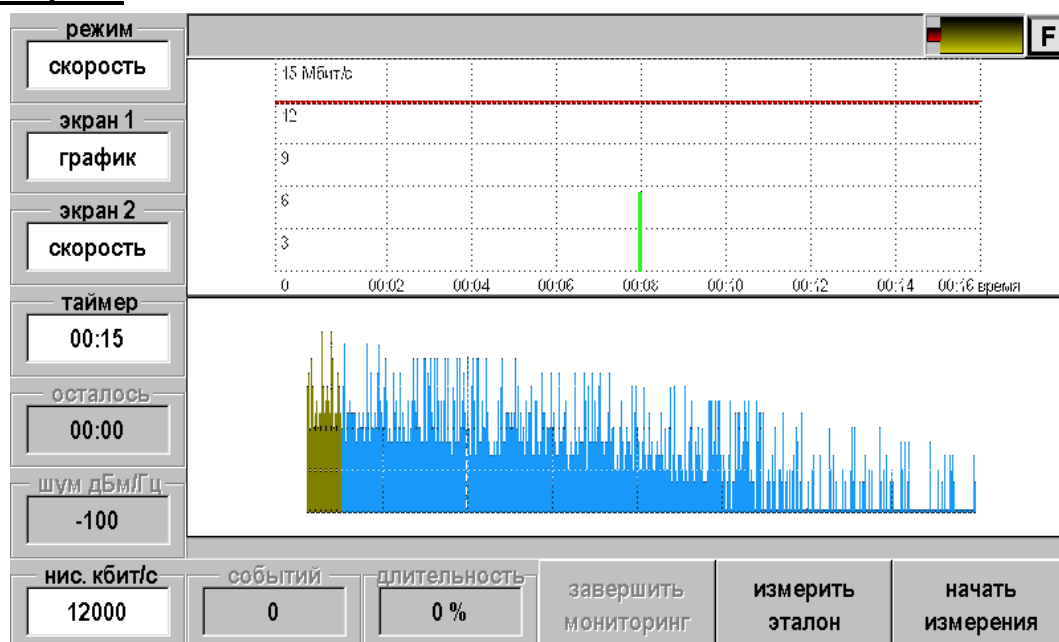 режим
скорость
F
экран 1
график
экран 2
скорость
таймер
00:15
осталось
00:00
шум дБм/Гц
-100
15 Мбит/с
12
9
6
3
0 00:02 00:04 00:06 00:08 00:10 00:12 00:14 00:16 время
нис. кбит/с
12000
событий
0
длительность
0 %
завершить
мониторинг
измерить
эталон
начать
измерения